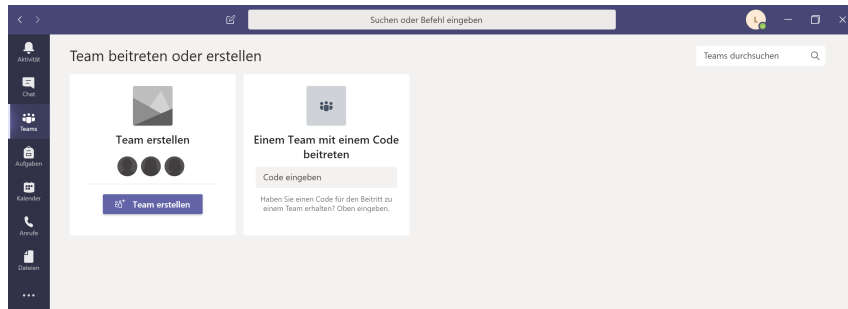 Suchen oder Befehl eingeben
L
Aktivität
Chat
Teams
Aufgaben
Kalender
Anrufe
Dateien
Team beitreten oder erstellen
Teams durchsuchen
Team erstellen
Team erstellen
Einem Team mit einem Code
beitreten
Code eingeben
Haben Sie einen Code für den Beitritt zu
einem Team erhalten? Oben eingeben.